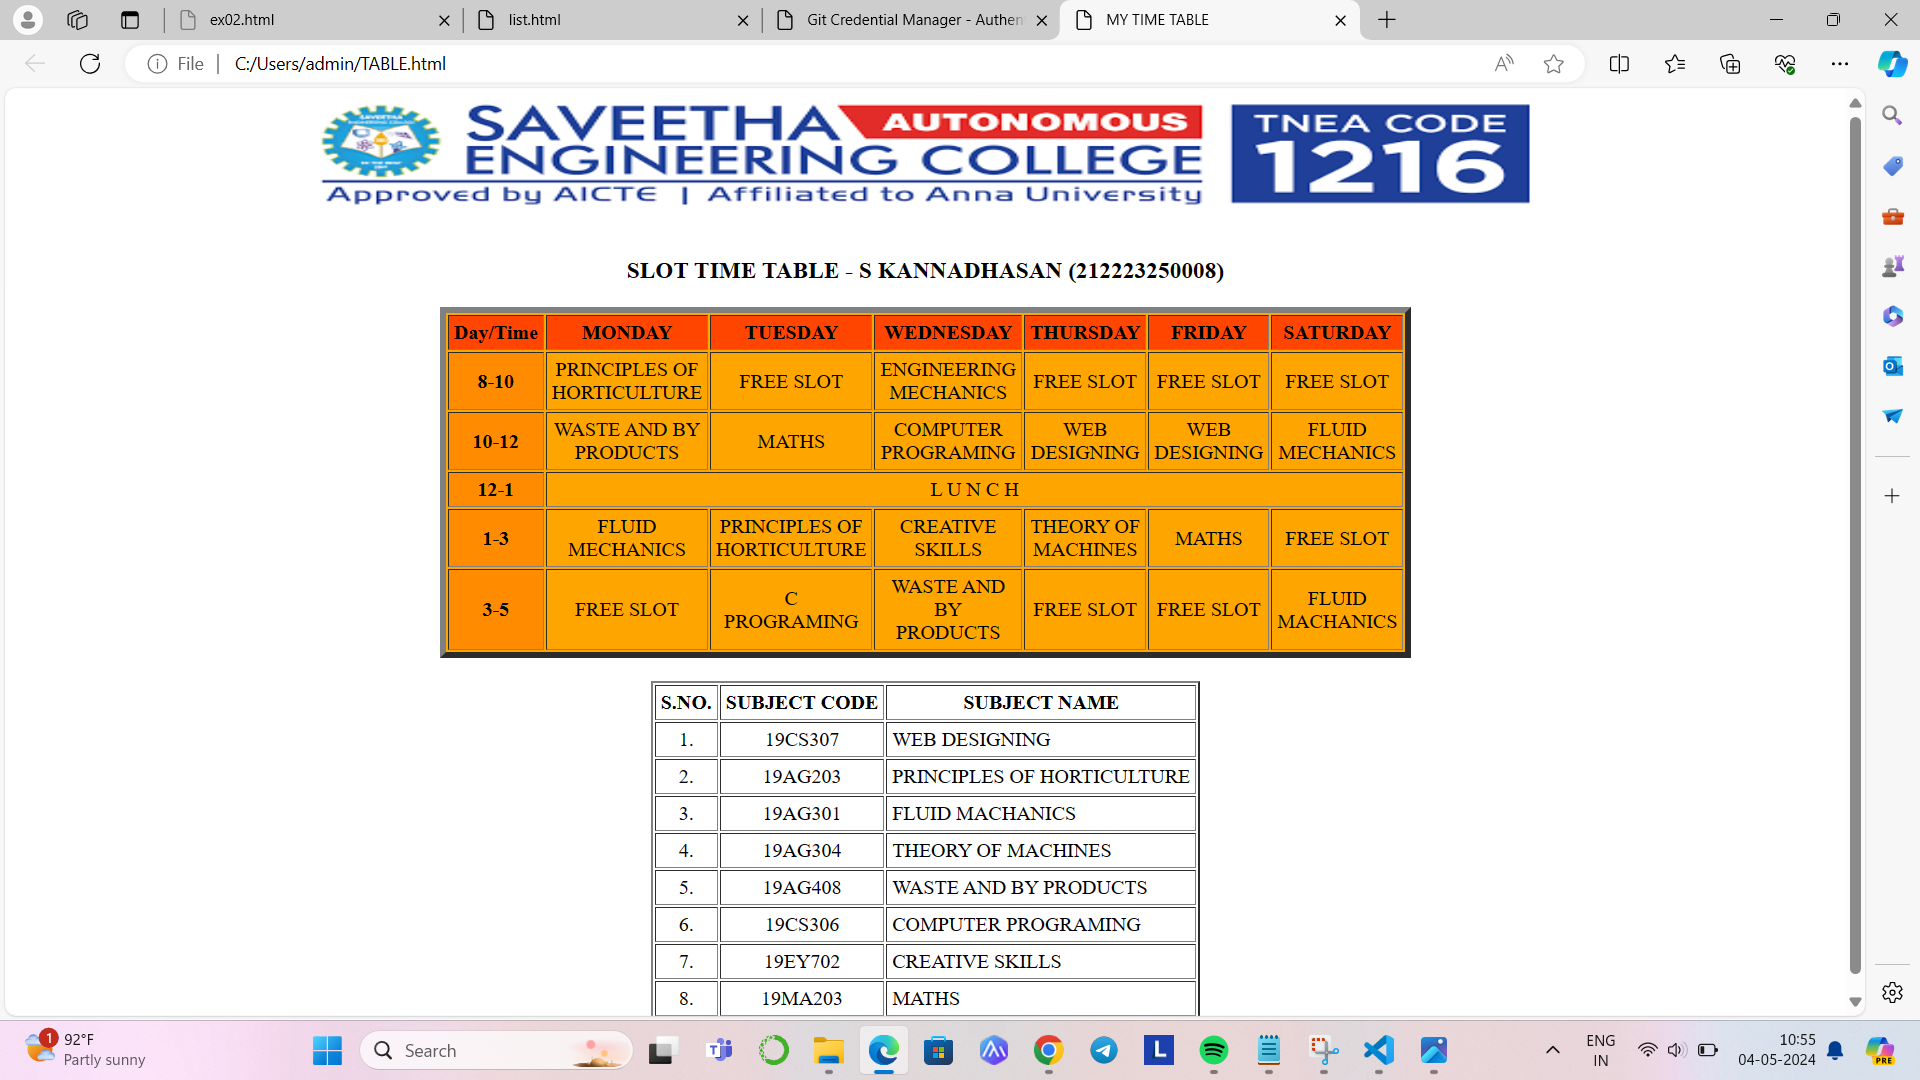 ex02.html
list.html
Git Credential Manager - Authen
MY TIME TABLE
File
C:/Users/admin/TABLE.html
SAVEETHA
SAVEETHA AUTONOMOUS
ENGINEERING COLLEGE
Approved by AICTE | Affiliated to Anna University
TNEA CODE
1216
SLOT TIME TABLE - S KANNADHASAN (212223250008)
Day/Time MONDAY TUESDAY WEDNESDAY THURSDAY FRIDAY SATURDAY
8-10 PRINCIPLES OF HORTICULTURE FREE SLOT ENGINEERING MECHANICS FREE SLOT FREE SLOT FREE SLOT
10-12 WASTE AND BY PRODUCTS MATHS COMPUTER PROGRAMING WEB DESIGNING WEB DESIGNING FLUID MECHANICS
12-1 L U N C H
1-3 FLUID MECHANICS PRINCIPLES OF HORTICULTURE CREATIVE SKILLS THEORY OF MACHINES MATHS FREE SLOT
3-5 FREE SLOT C PROGRAMING WASTE AND BY PRODUCTS FREE SLOT FREE SLOT FLUID MACHANICS
S.NO. SUBJECT CODE SUBJECT NAME
1. 19CS307 WEB DESIGNING
2. 19AG203 PRINCIPLES OF HORTICULTURE
3. 19AG301 FLUID MACHANICS
4. 19AG304 THEORY OF MACHINES
5. 19AG408 WASTE AND BY PRODUCTS
6. 19CS306 COMPUTER PROGRAMING
7. 19EY702 CREATIVE SKILLS
8. 19MA203 MATHS
1
92°F
Partly sunny
Search
L
PRE
ENG
IN
10:55
04-05-2024